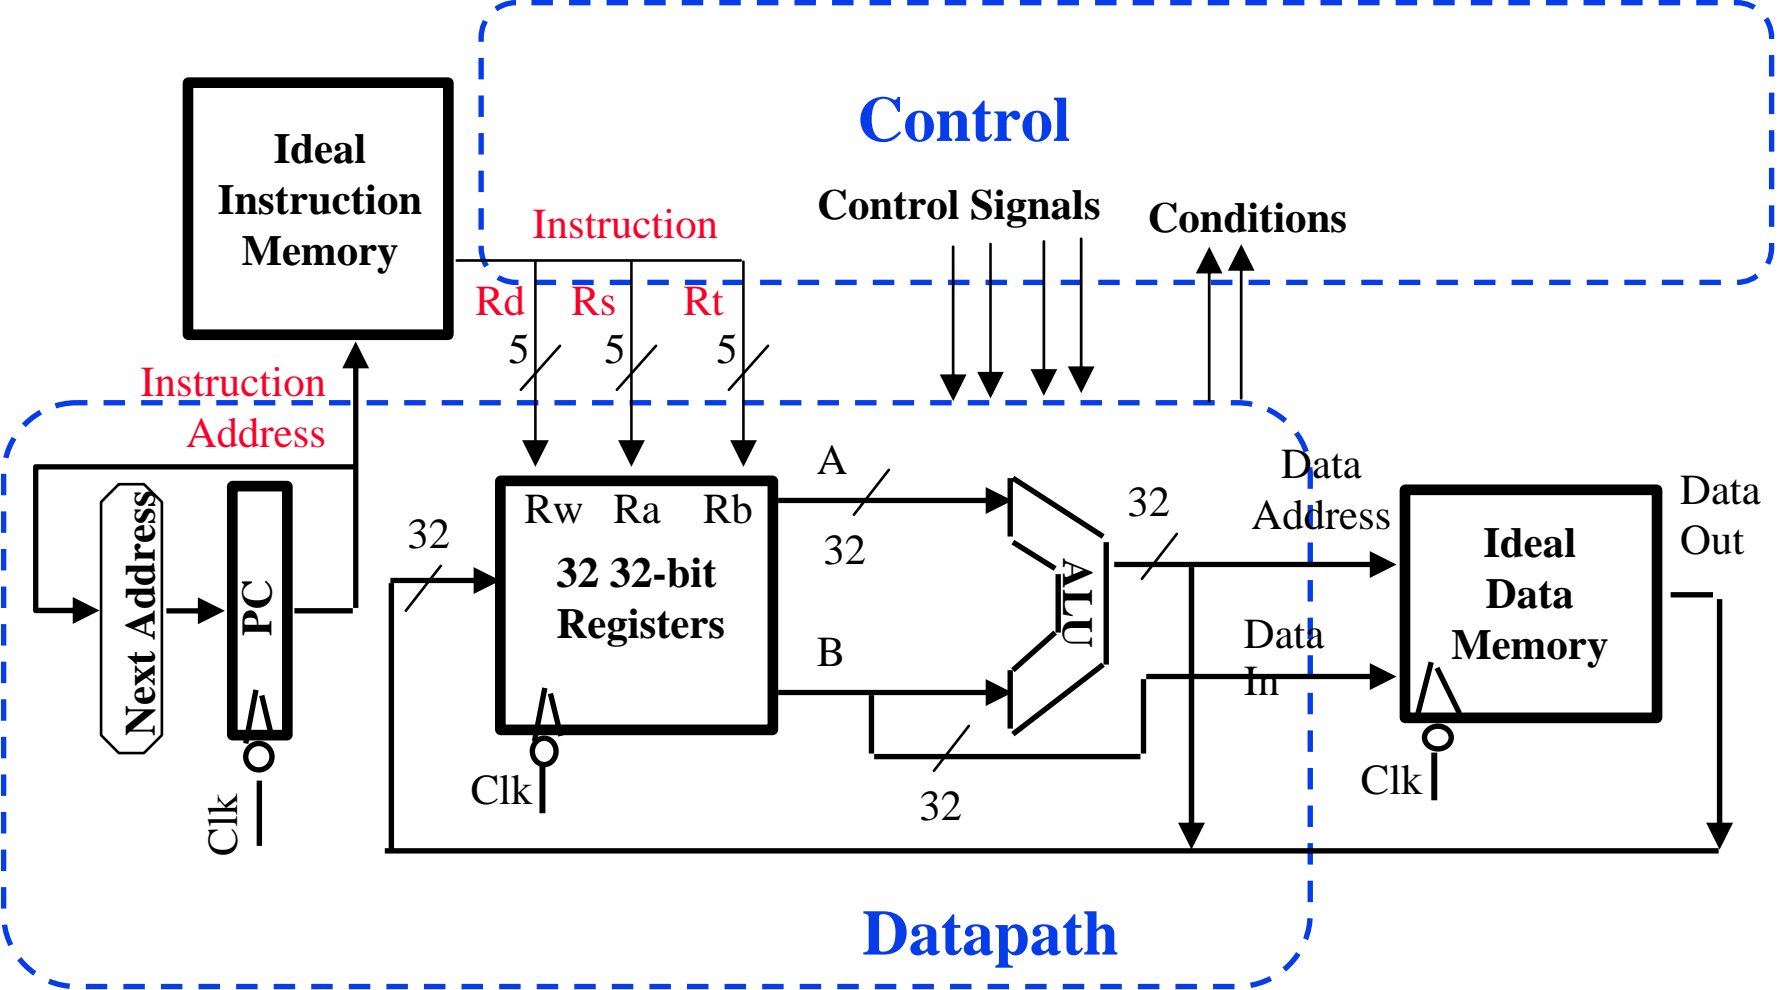 Control
Ideal
Instruction
Memory
Control Signals
Conditions
Instruction
Rd
Rs
Rt
5
5
5
Instruction
Address
A
32
B
32
32
32
Rw Ra Rb
32 32-bit
Registers
Next Address
PC
Clk
Clk
ALU
Data
Address
Data
In
Ideal
Data
Memory
Data
Out
Clk
Datapath